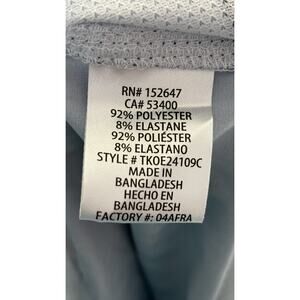 RN# 152647
CA# 53400
92% POLYESTER
8% ELASTANE
92% POLIÉSTER
8% ELASTANO
STYLE # TKOE24109C
MADE IN
BANGLADESH
HECHO EN
BANGLADESH
FACTORY #: 04AFRA